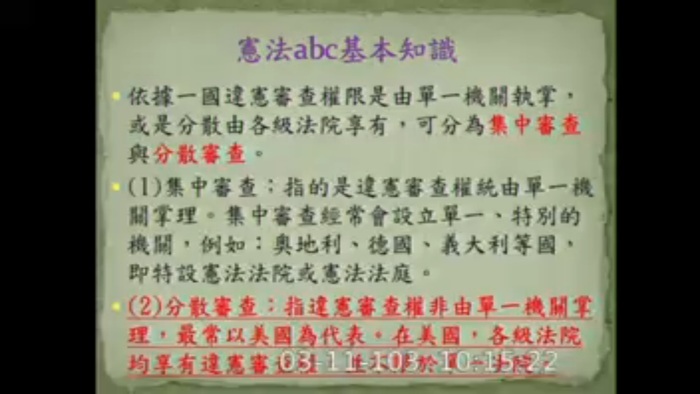 憲法abc基本知識
依據一國違憲審查權限是由單一機關執掌，
或是分散由各級法院享有，可分為集中審查
與分散審查。
(1)集中審查：指的是違憲審查權統由單一機
關掌理。集中審查經常會設立單一、特別的
機關，例如：奧地利、德國、義大利等國，
即特設憲法法院或憲法法庭。
(2)分散審查：指違憲審查權非由單一機關掌
理，最常以美國為代表。在美國，各級法院
均享有違憲審
03-11-103 10:15:22